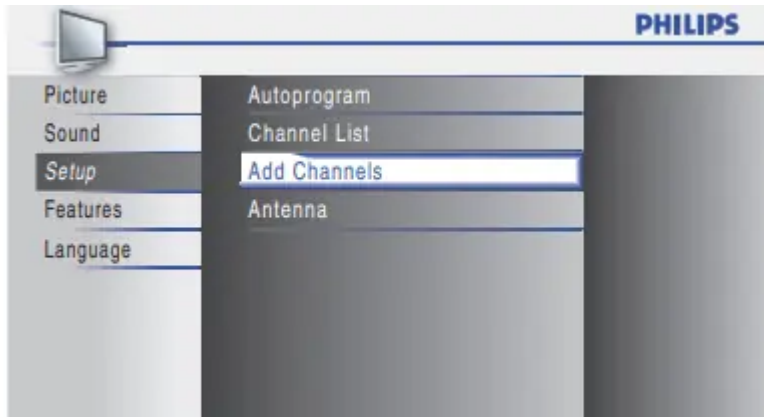 PHILIPS
Picture
Sound
Setup
Features
Language
Autoprogram
Channel List
Add Channels
Antenna